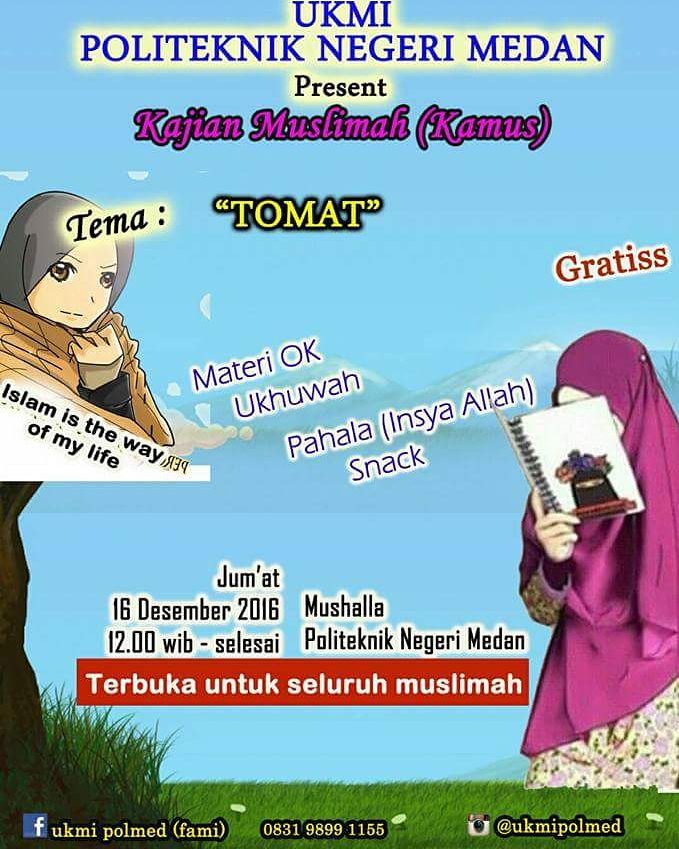 UKMI
POLITEKNIK NEGERI MEDAN
Present
Kajian Muslimah (Kamus)
Tema : "TOMAT"
Gratiss
Materi OK
Ukhuwah
Pahala (Insya Allah)
Snack
Islam is the way
of my life
Jum'at
16 Desember 2016
12.00 wib - selesai
Mushalla
Politeknik Negeri Medan
Terbuka untuk seluruh muslimah
ukmi polmed (fami)
0831 9899 1155
@ukmipolmed